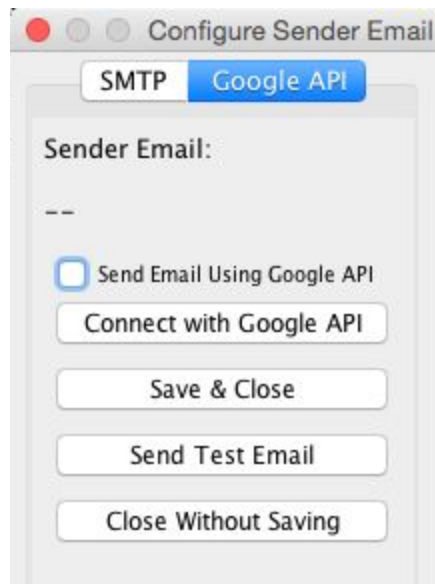 Configure Sender Email
SMTP Google API
Sender Email:
--
Send Email Using Google API
Connect with Google API
Save & Close
Send Test Email
Close Without Saving